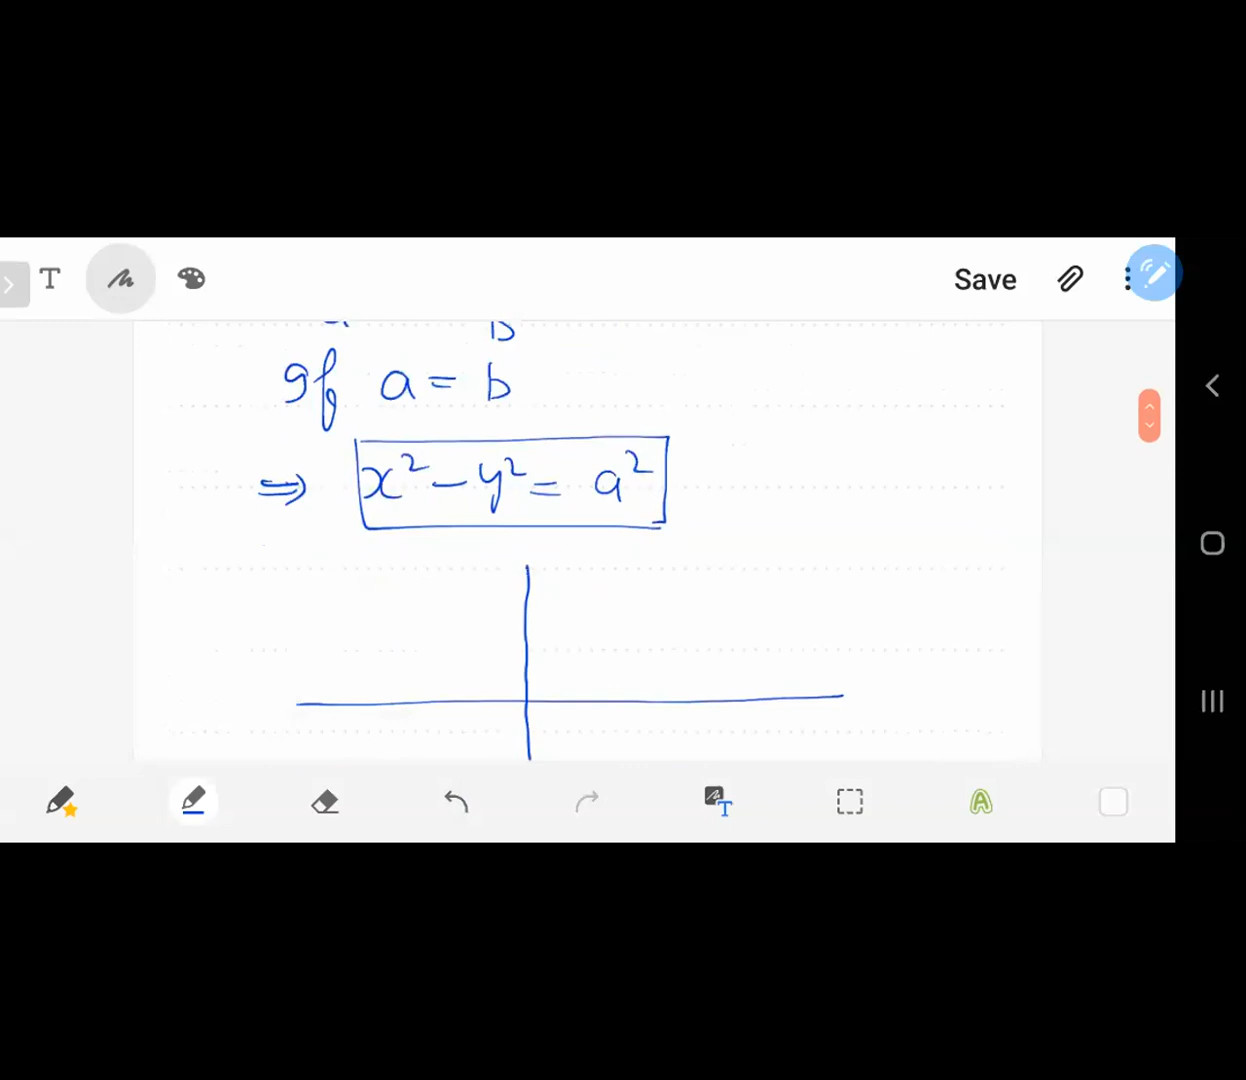 T Save
If a = b
⇒ x² - y² = a²
T
A